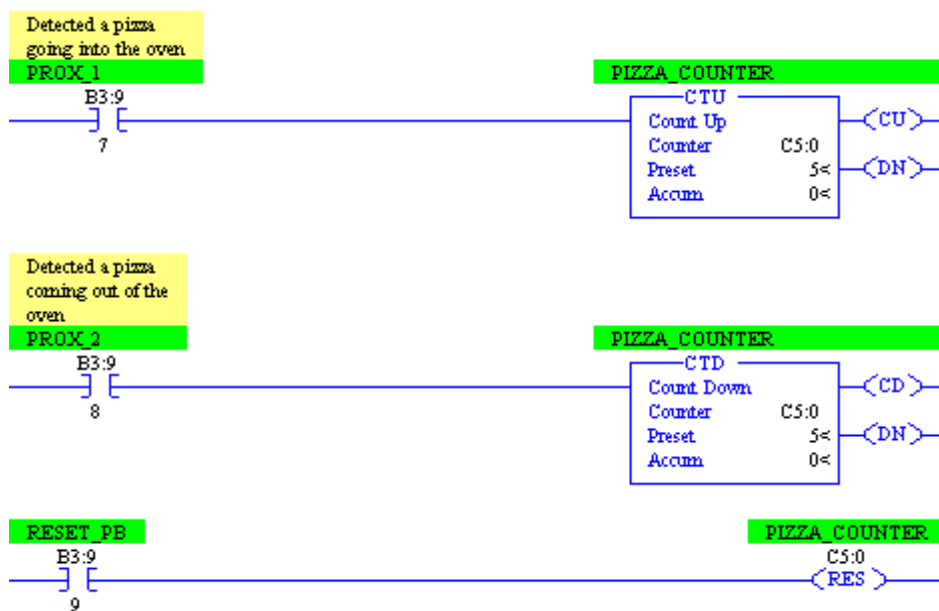 Detected a pizza
going into the oven
PROX_1
PIZZA_COUNTER
B3:9
7
CTU
Count Up
Counter C5:0
Preset 5<
Accum 0<
CU
DN
Detected a pizza
coming out of the
oven
PROX_2
PIZZA_COUNTER
B3:9
8
CTD
Count Down
Counter C5:0
Preset 5<
Accum 0<
CD
DN
RESET_PB
PIZZA_COUNTER
B3:9
9
C5:0
RES